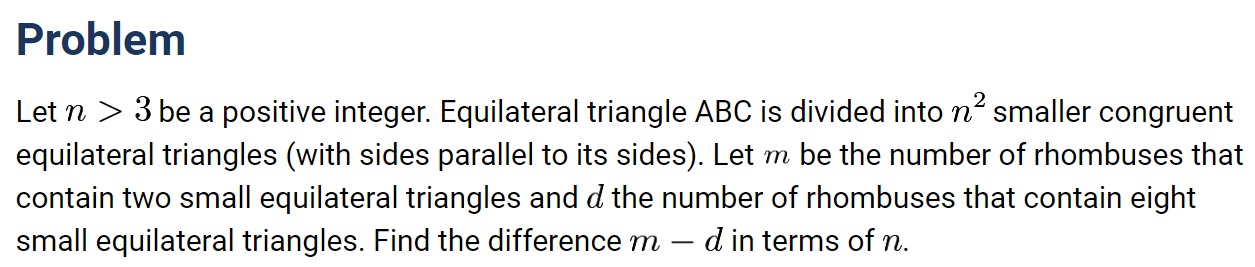 Problem
Let n > 3 be a positive integer. Equilateral triangle ABC is divided into n² smaller congruent
equilateral triangles (with sides parallel to its sides). Let m be the number of rhombuses that
contain two small equilateral triangles and d the number of rhombuses that contain eight
small equilateral triangles. Find the difference m − d in terms of n.